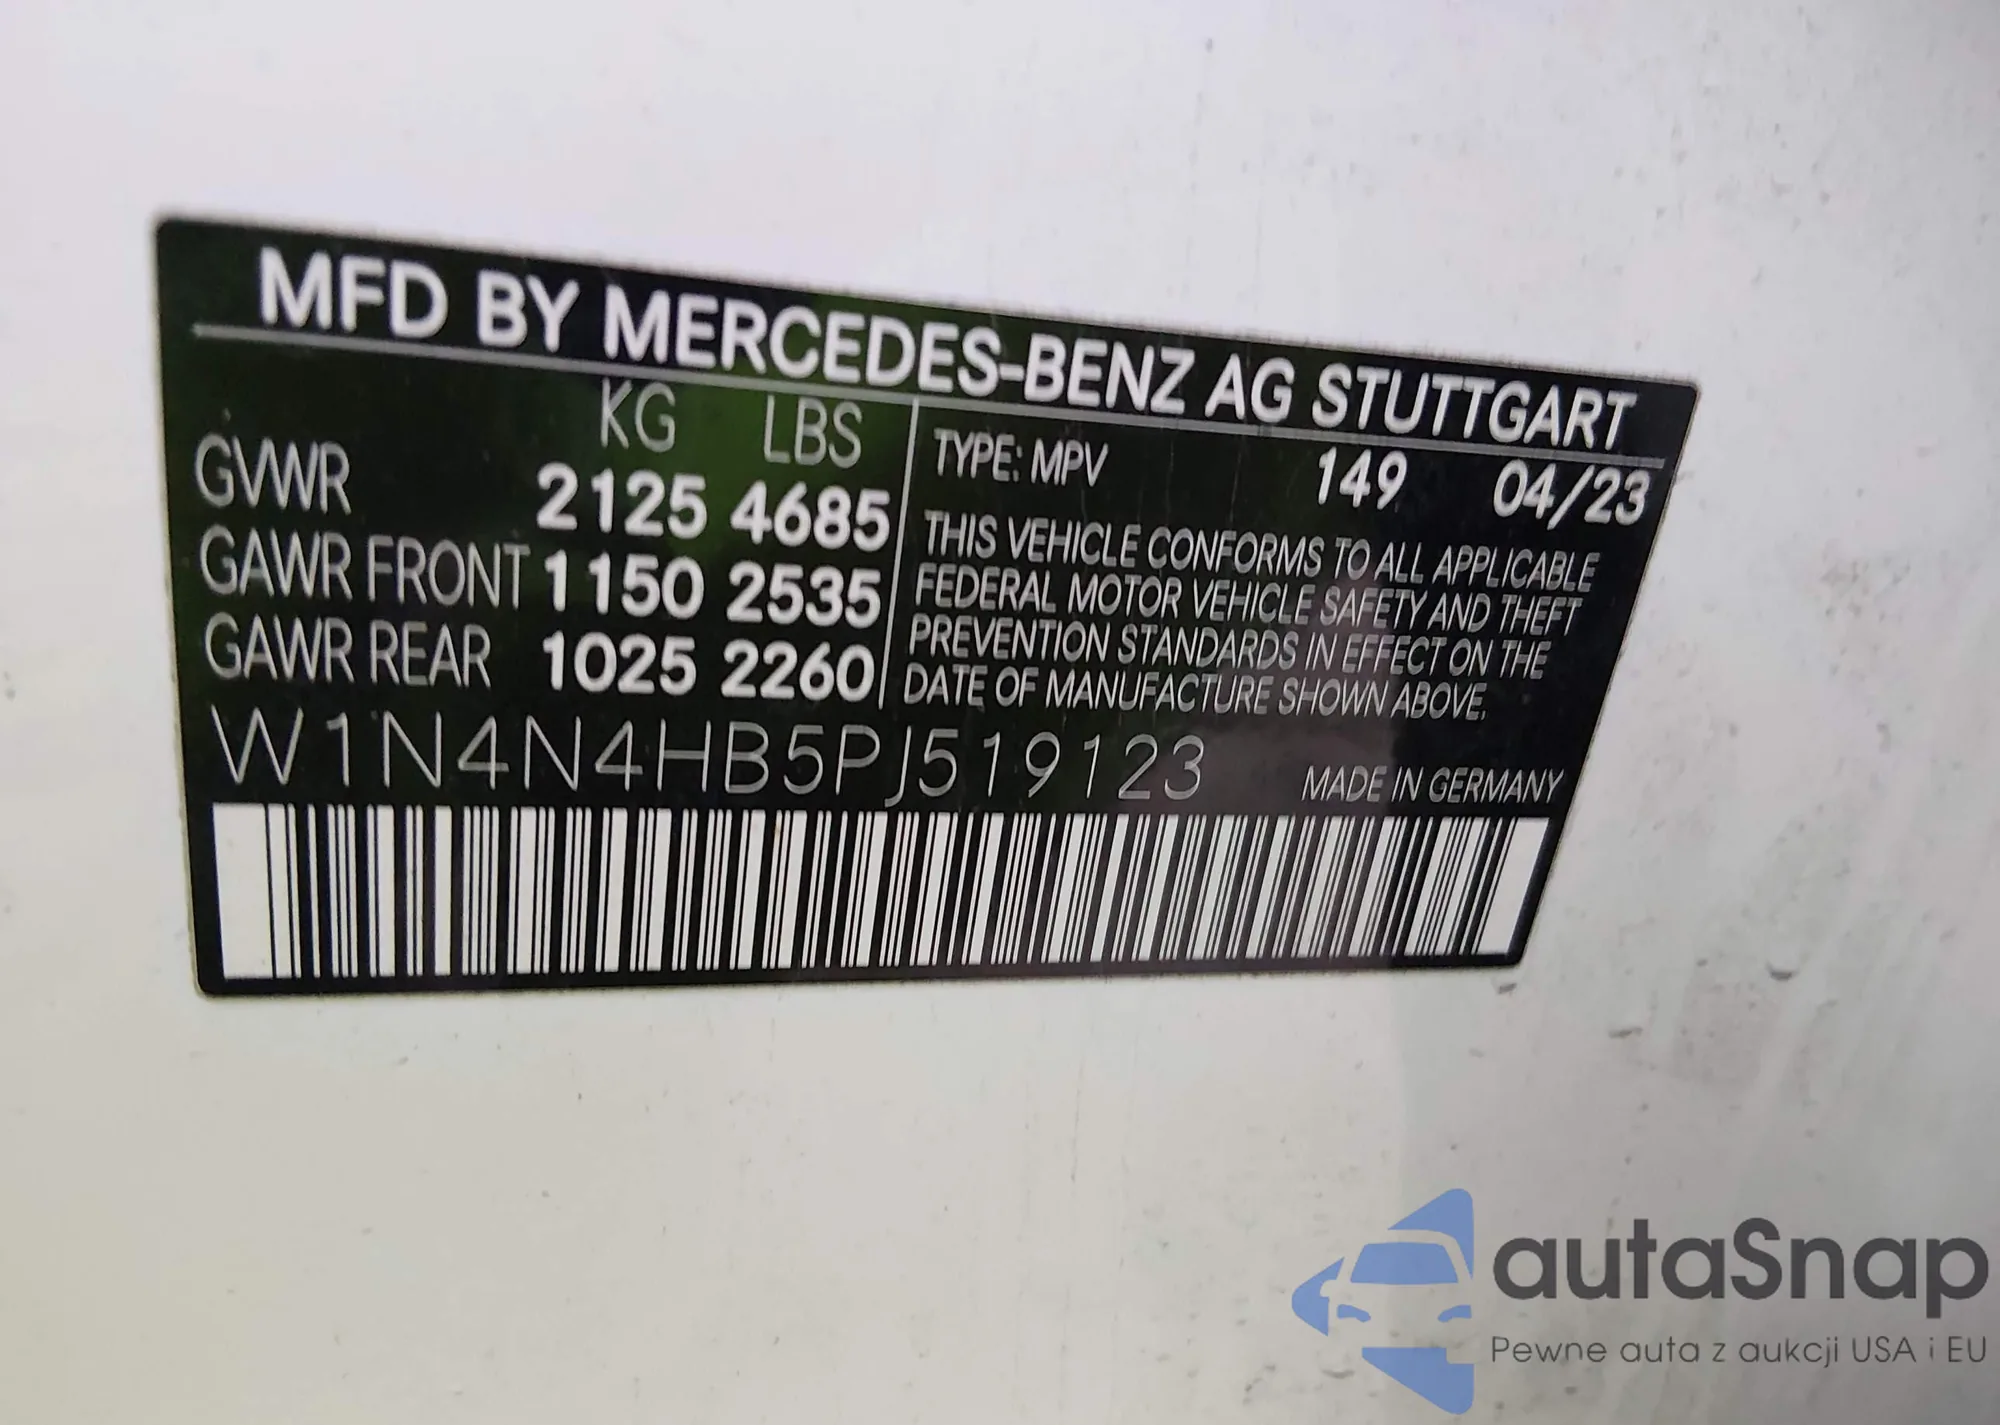 MFD BY MERCEDES-BENZ AG STUTTGART
KG LBS
GVWR 2125 4685
GAWR FRONT 1150 2535
GAWR REAR 1025 2260
TYPE: MPV 149 04/23
THIS VEHICLE CONFORMS TO ALL APPLICABLE
FEDERAL MOTOR VEHICLE SAFETY AND THEFT
PREVENTION STANDARDS IN EFFECT ON THE
DATE OF MANUFACTURE SHOWN ABOVE.
W1N4N4HB5PJ519123
MADE IN GERMANY
autaSnap
Pewne auta z aukcji USA i EU